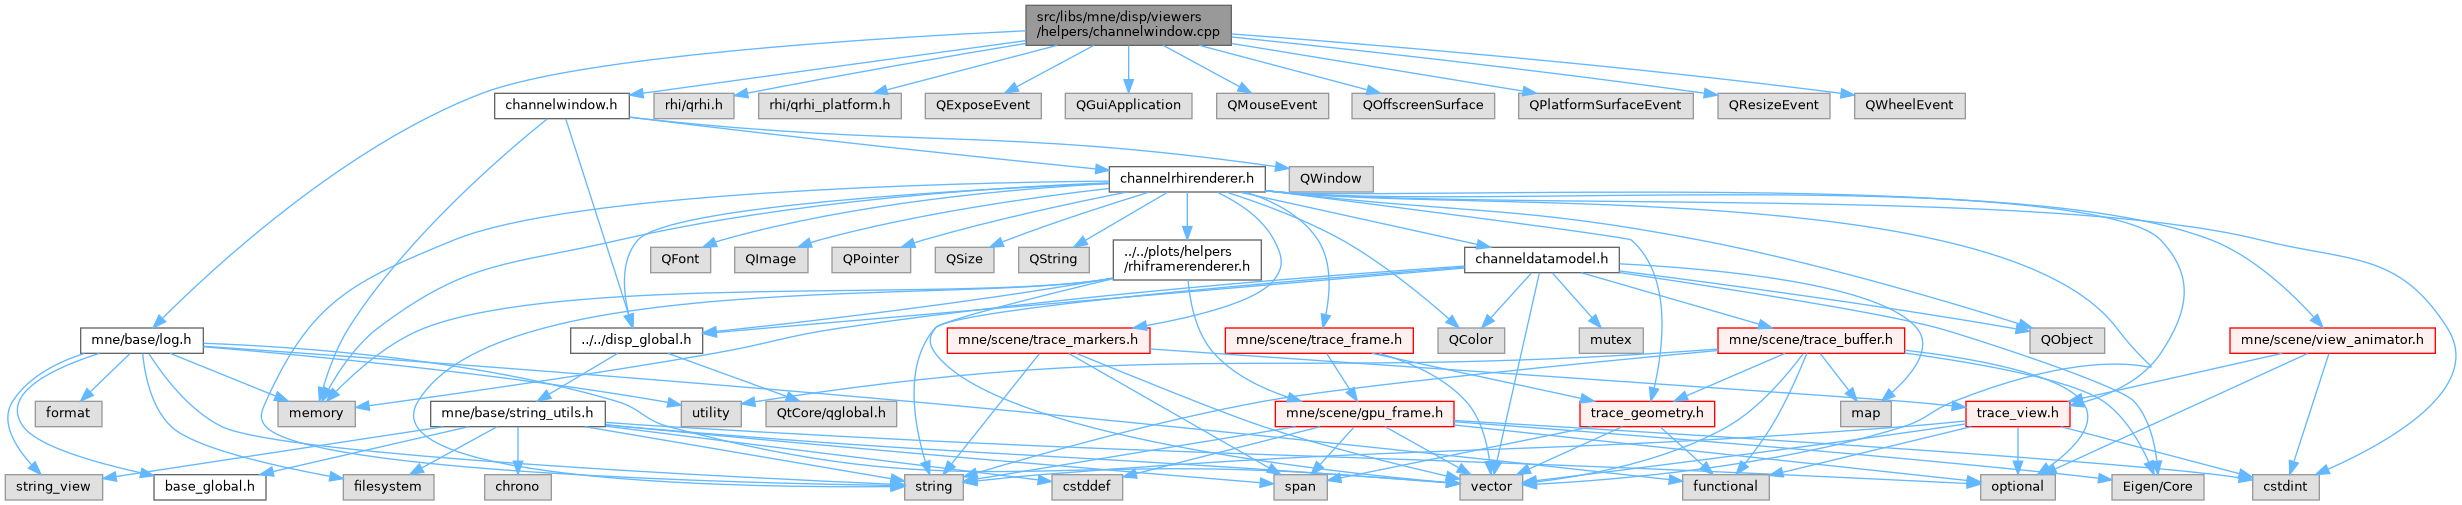 src/libs/mne/disp/viewers
/helpers/channelwindow.cpp
channelwindow.h
rhi/qrhi.h
rhi/qrhi_platform.h
QExposeEvent
QGuiApplication
QMouseEvent
QOffscreenSurface
QPlatformSurfaceEvent
QResizeEvent
QWheelEvent
channelrhirenderer.h
QWindow
QFont
QImage
QPointer
QSize
QString
../../plots/helpers
/rhiframerenderer.h
channeldatamodel.h
mne/base/log.h
../../disp_global.h
mne/scene/trace_markers.h
mne/scene/trace_frame.h
QColor
mutex
mne/scene/trace_buffer.h
QObject
mne/scene/view_animator.h
format
memory
mne/base/string_utils.h
utility
QtCore/qglobal.h
mne/scene/gpu_frame.h
trace_geometry.h
map
trace_view.h
string_view
base_global.h
filesystem
chrono
string
cstddef
span
vector
functional
optional
Eigen/Core
cstdint